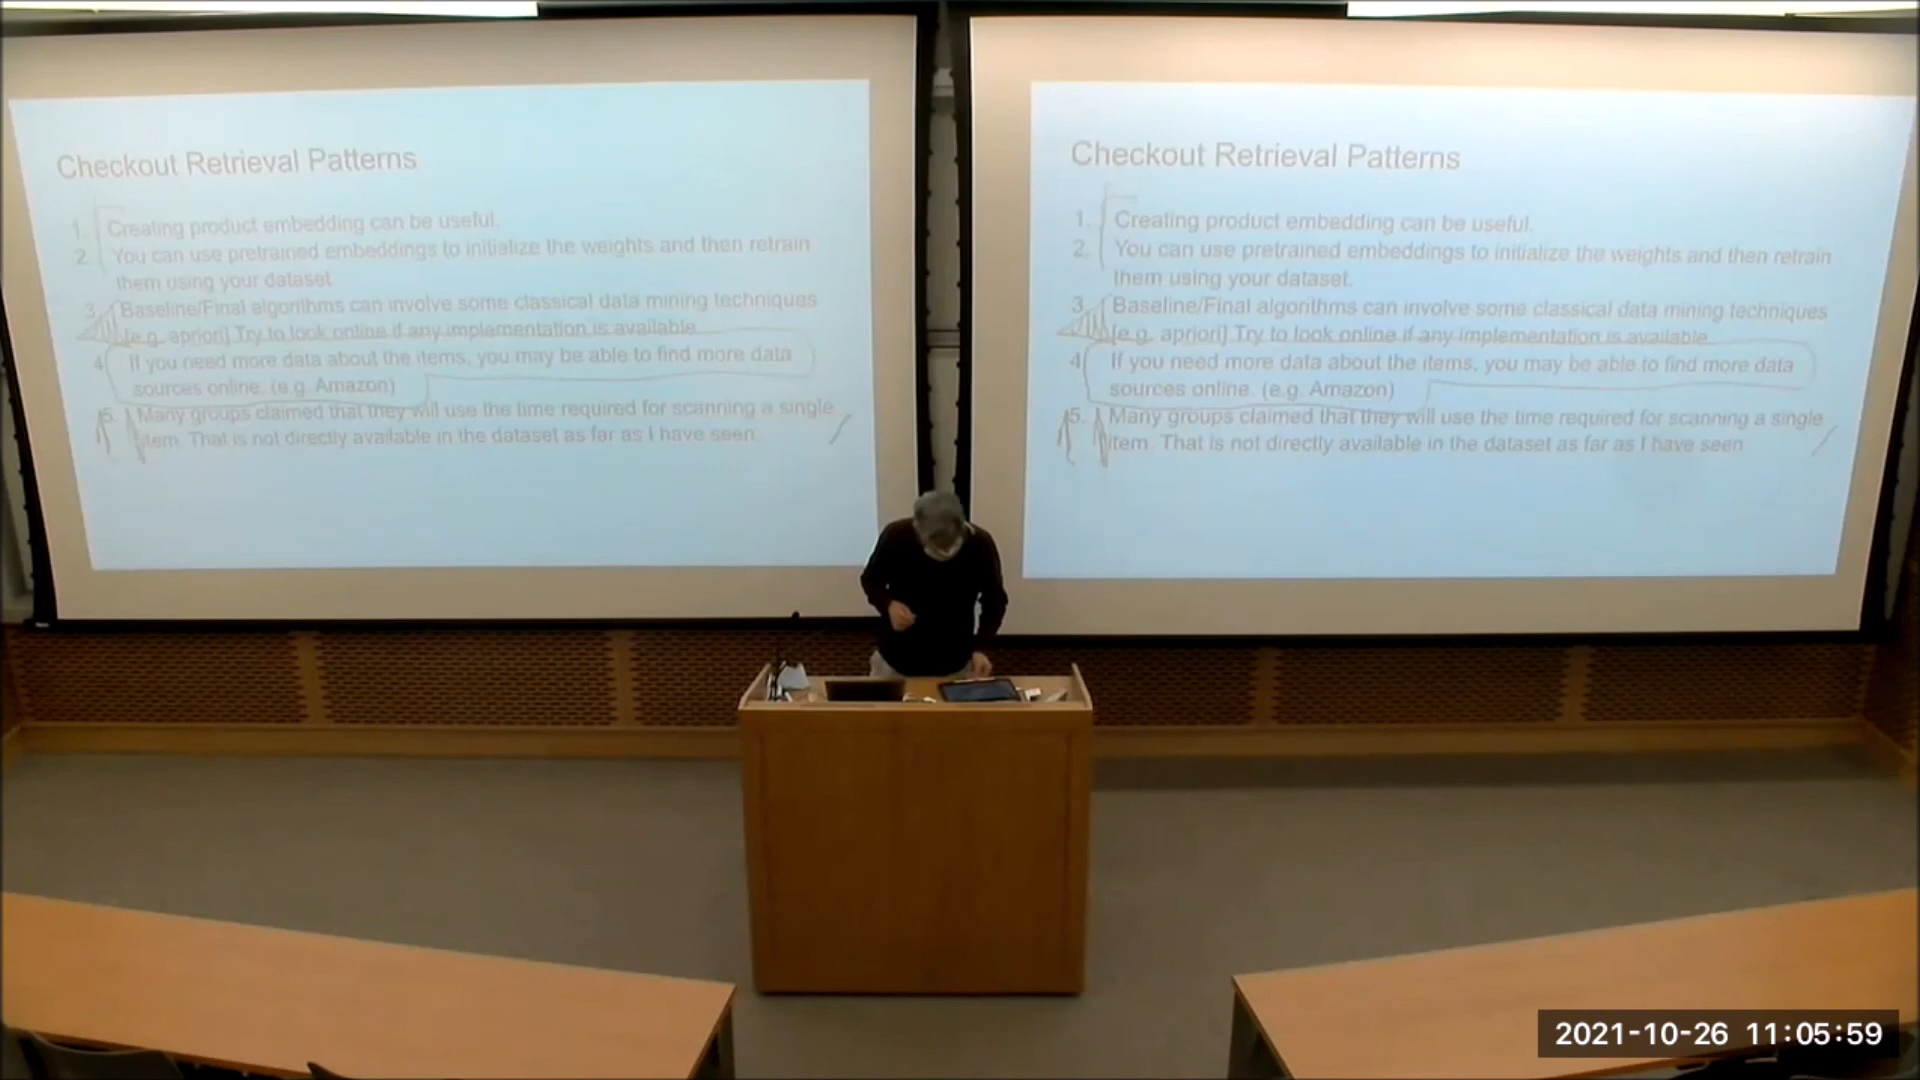 Checkout Retrieval Patterns
1. Creating product embedding can be useful.
2. You can use pretrained embeddings to initialize the weights and then retrain
them using your dataset.
3. Baseline/Final algorithms can involve some classical data mining techniques
[e.g. apriori] Try to look online if any implementation is available.
4. If you need more data about the items, you may be able to find more data
sources online. (e.g. Amazon)
5. Many groups claimed that they will use the time required for scanning a single
item. That is not directly available in the dataset as far as I have seen
Checkout Retrieval Patterns
1. Creating product embedding can be useful.
2. You can use pretrained embeddings to initialize the weights and then retrain
them using your dataset.
3. Baseline/Final algorithms can involve some classical data mining techniques
[e.g. apriori] Try to look online if any implementation is available.
4. If you need more data about the items, you may be able to find more data
sources online. (e.g. Amazon)
5. Many groups claimed that they will use the time required for scanning a single
item. That is not directly available in the dataset as far as I have seen
2021-10-26 11:05:59